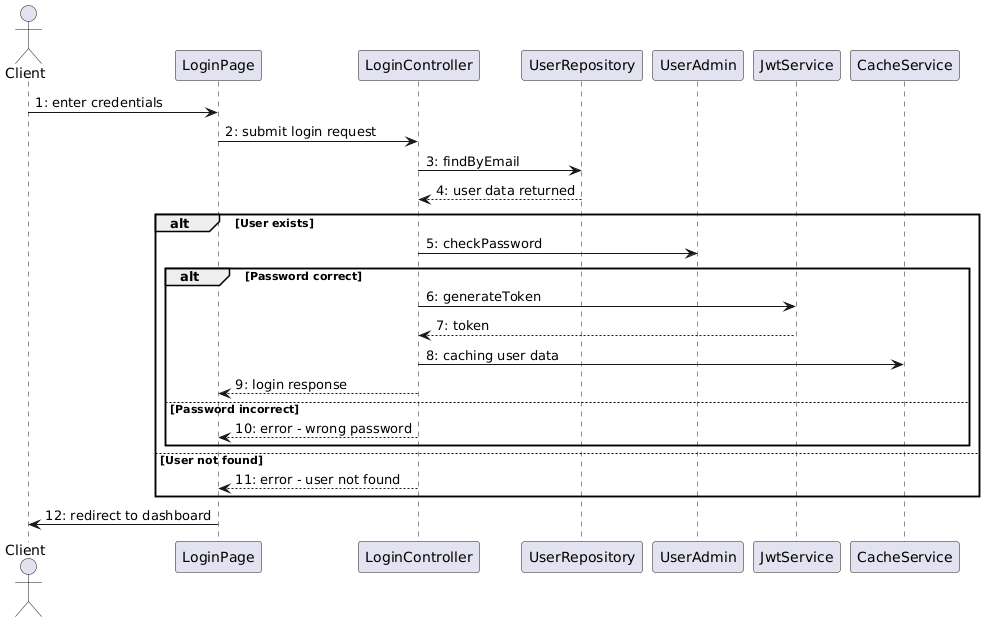 Client
LoginPage LoginController UserRepository UserAdmin JwtService CacheService
1: enter credentials
2: submit login request
3: findByEmail
4: user data returned
alt [User exists]
5: checkPassword
alt [Password correct]
6: generateToken
7: token
8: caching user data
9: login response
[Password incorrect]
10: error - wrong password
[User not found]
11: error - user not found
12: redirect to dashboard
Client
LoginPage LoginController UserRepository UserAdmin JwtService CacheService